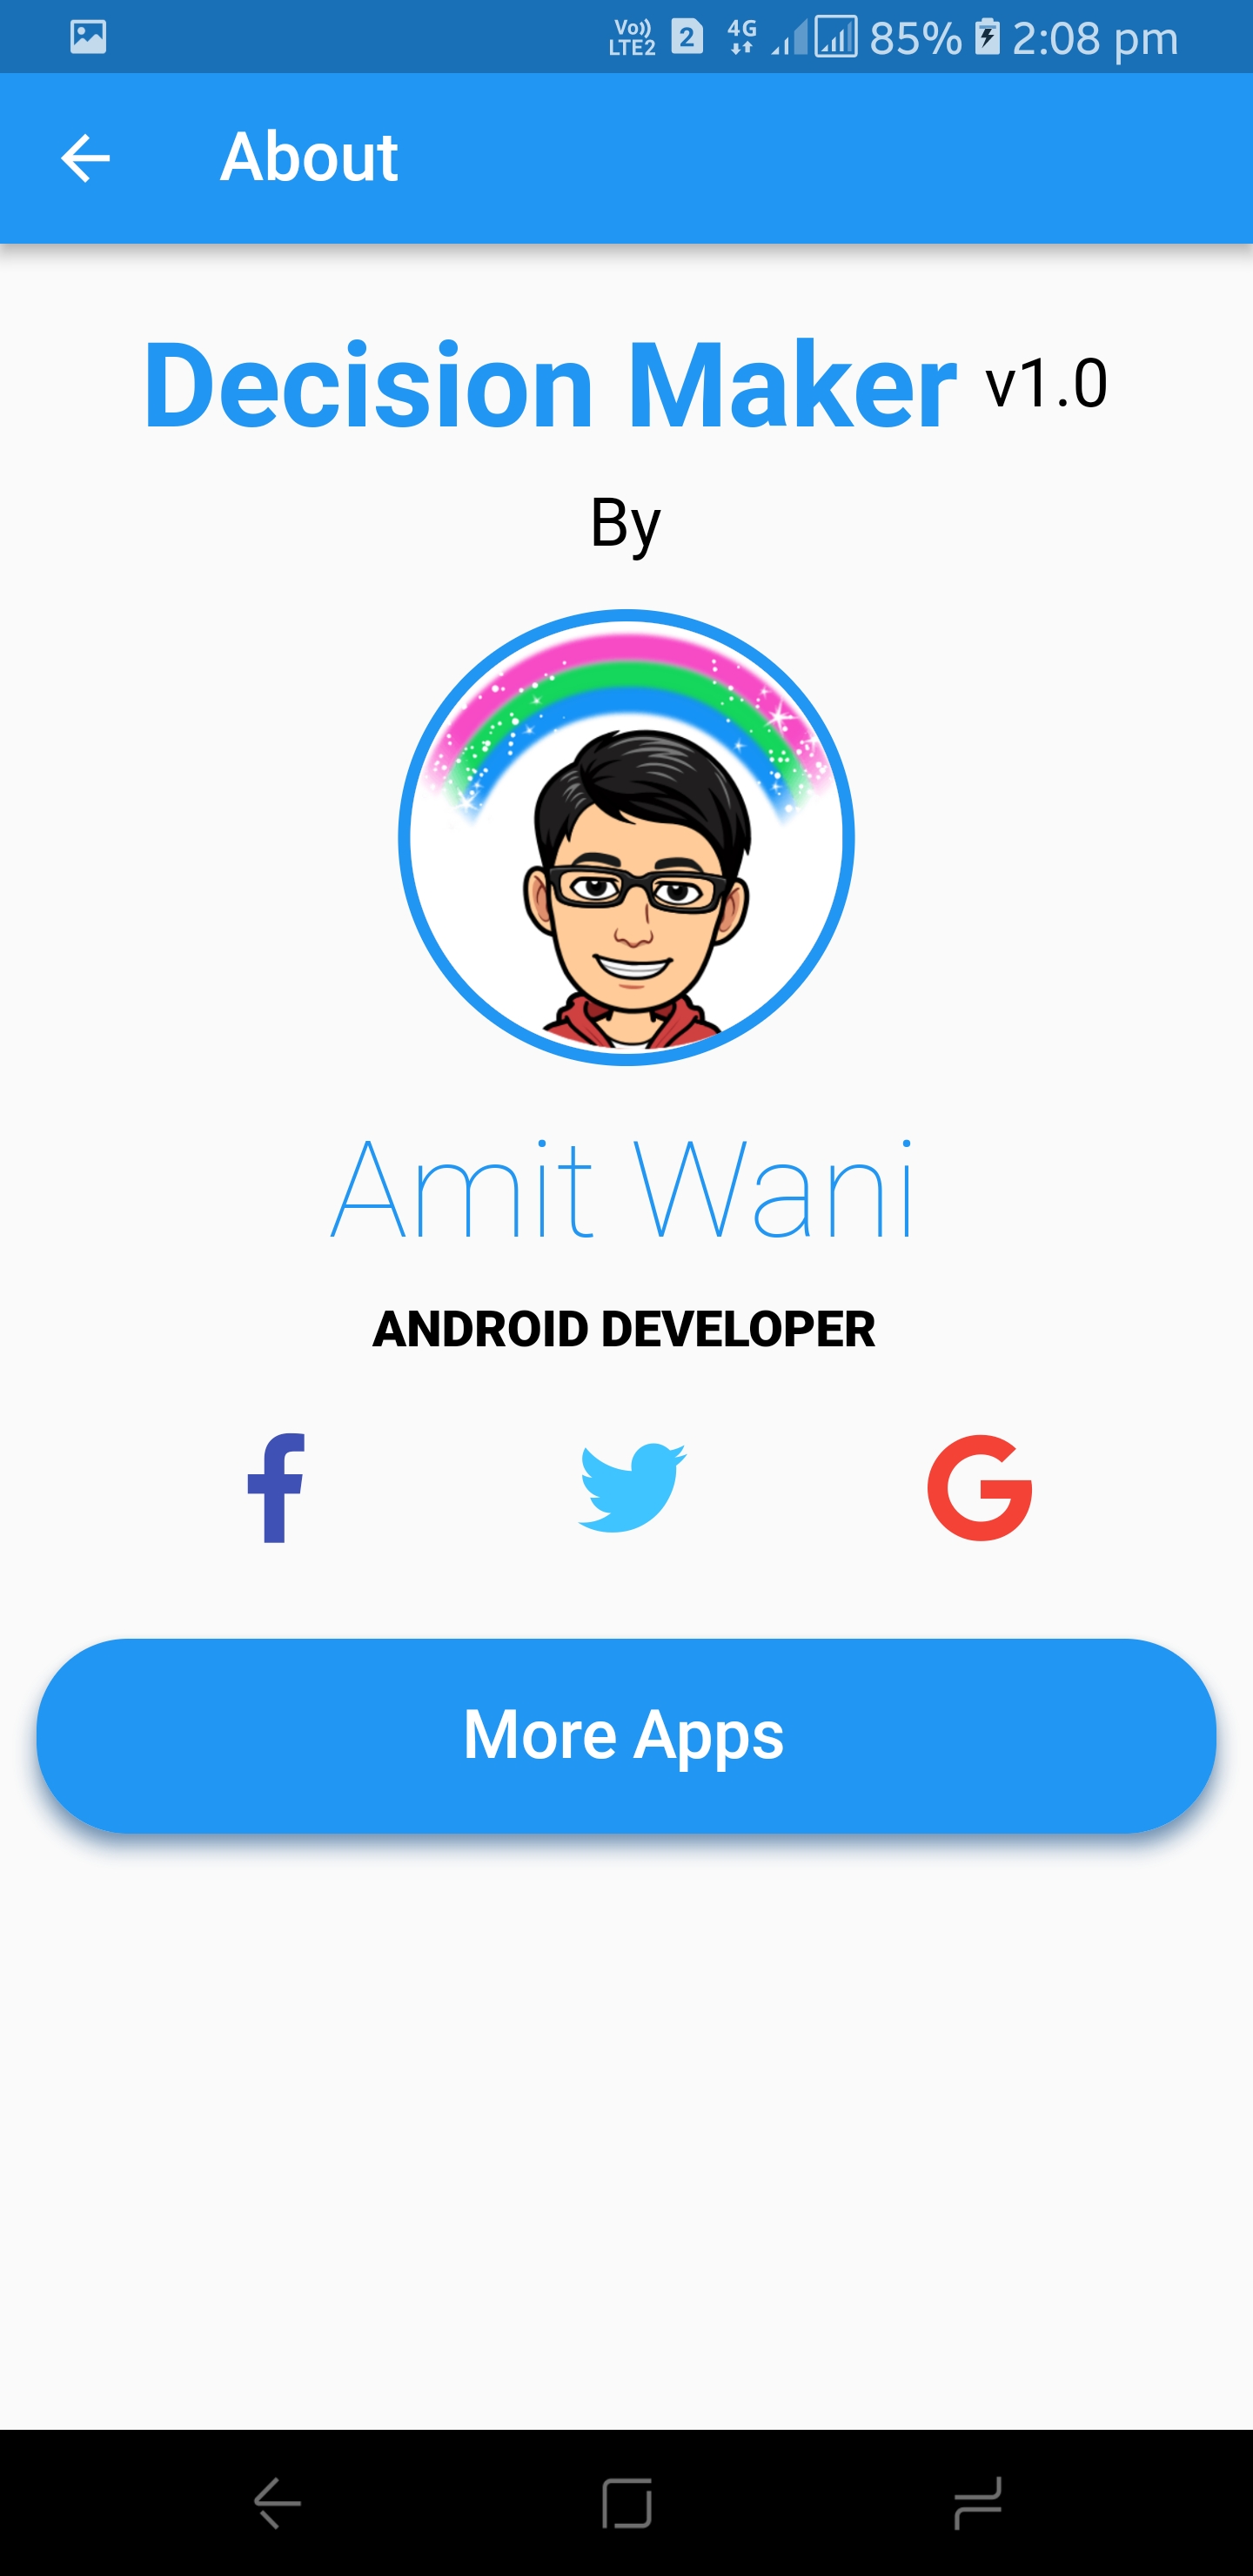 Vo)) LTE2 2 4G 85% 2:08 pm
About
Decision Maker v1.0
By
Amit Wani
ANDROID DEVELOPER
More Apps